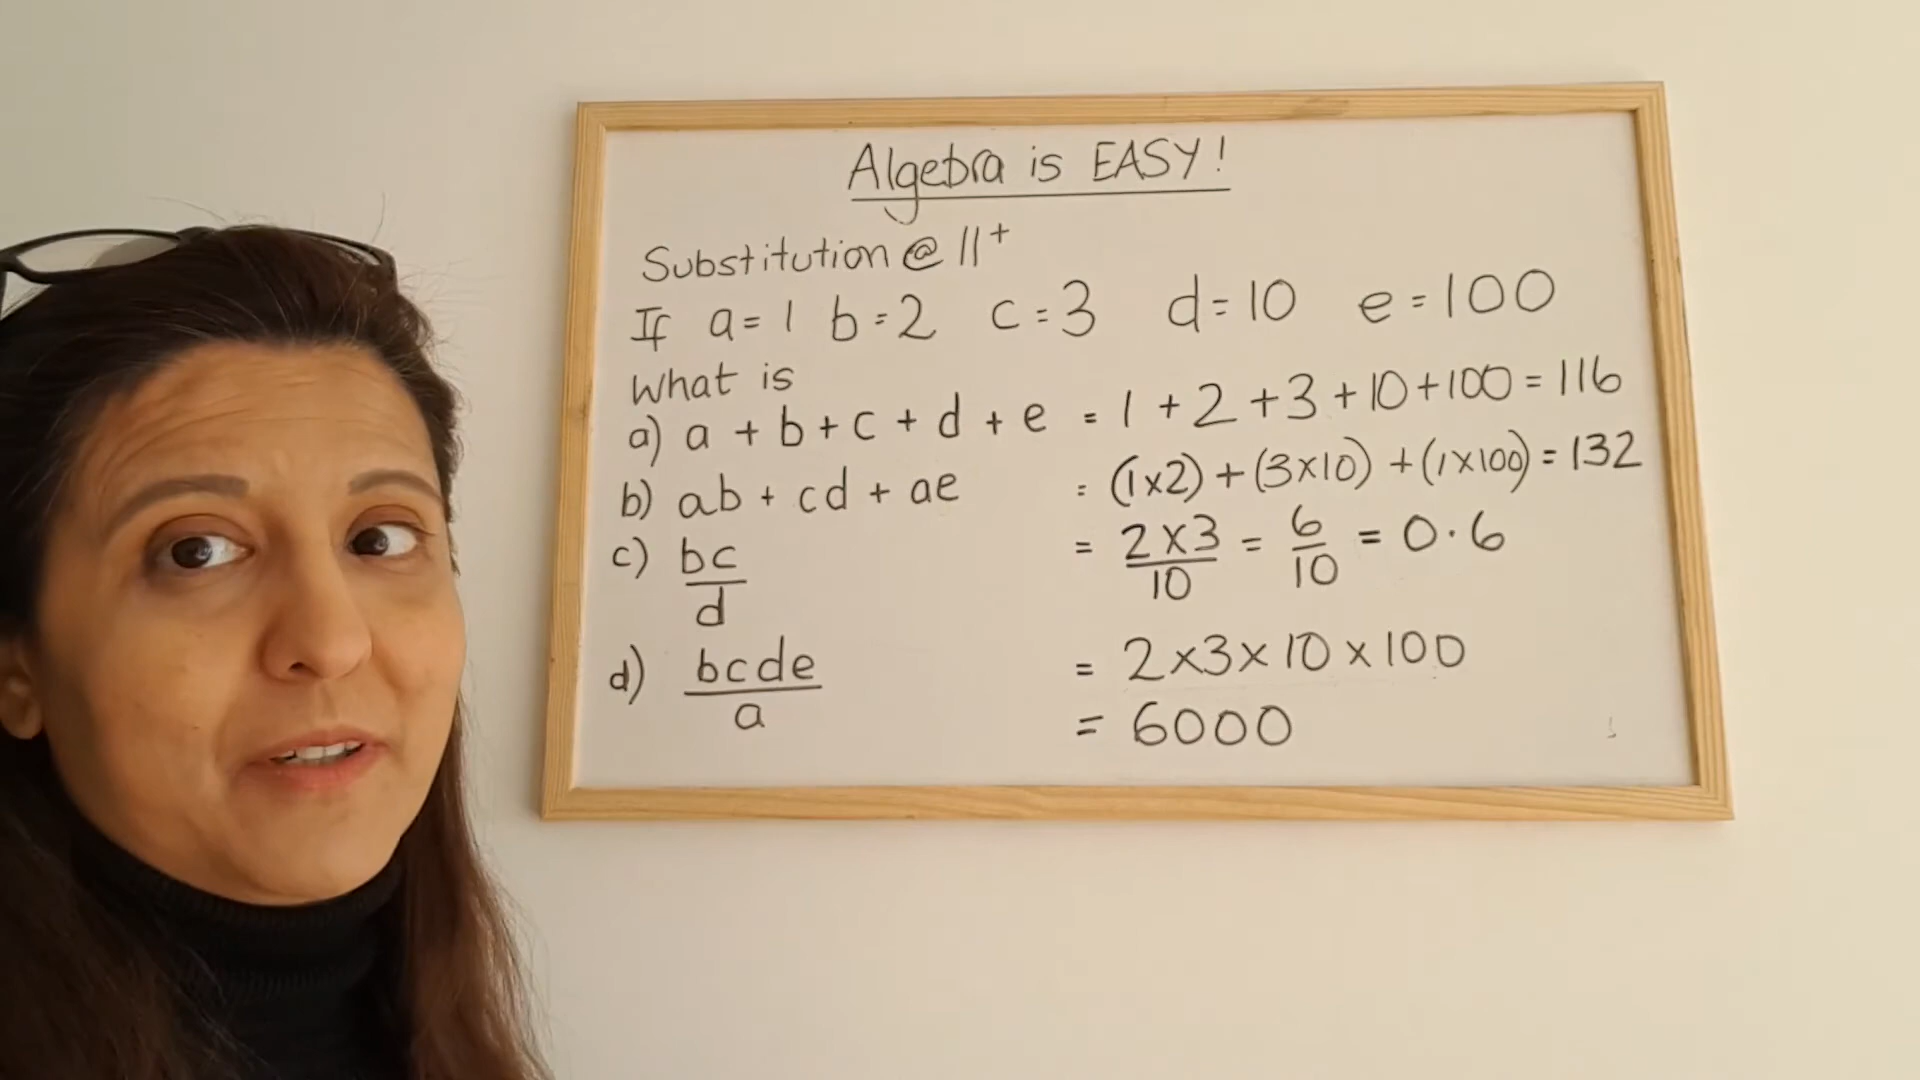 Algebra is EASY!
Substitution @ 11+
If a = 1 b = 2 c = 3 d = 10 e = 100
What is
a) a + b + c + d + e = 1 + 2 + 3 + 10 + 100 = 116
b) ab + cd + ae = (1x2) + (3x10) + (1x100) = 132
c) bc/d = 2x3/10 = 6/10 = 0.6
d) bcde/a = 2x3x10x100
= 6000